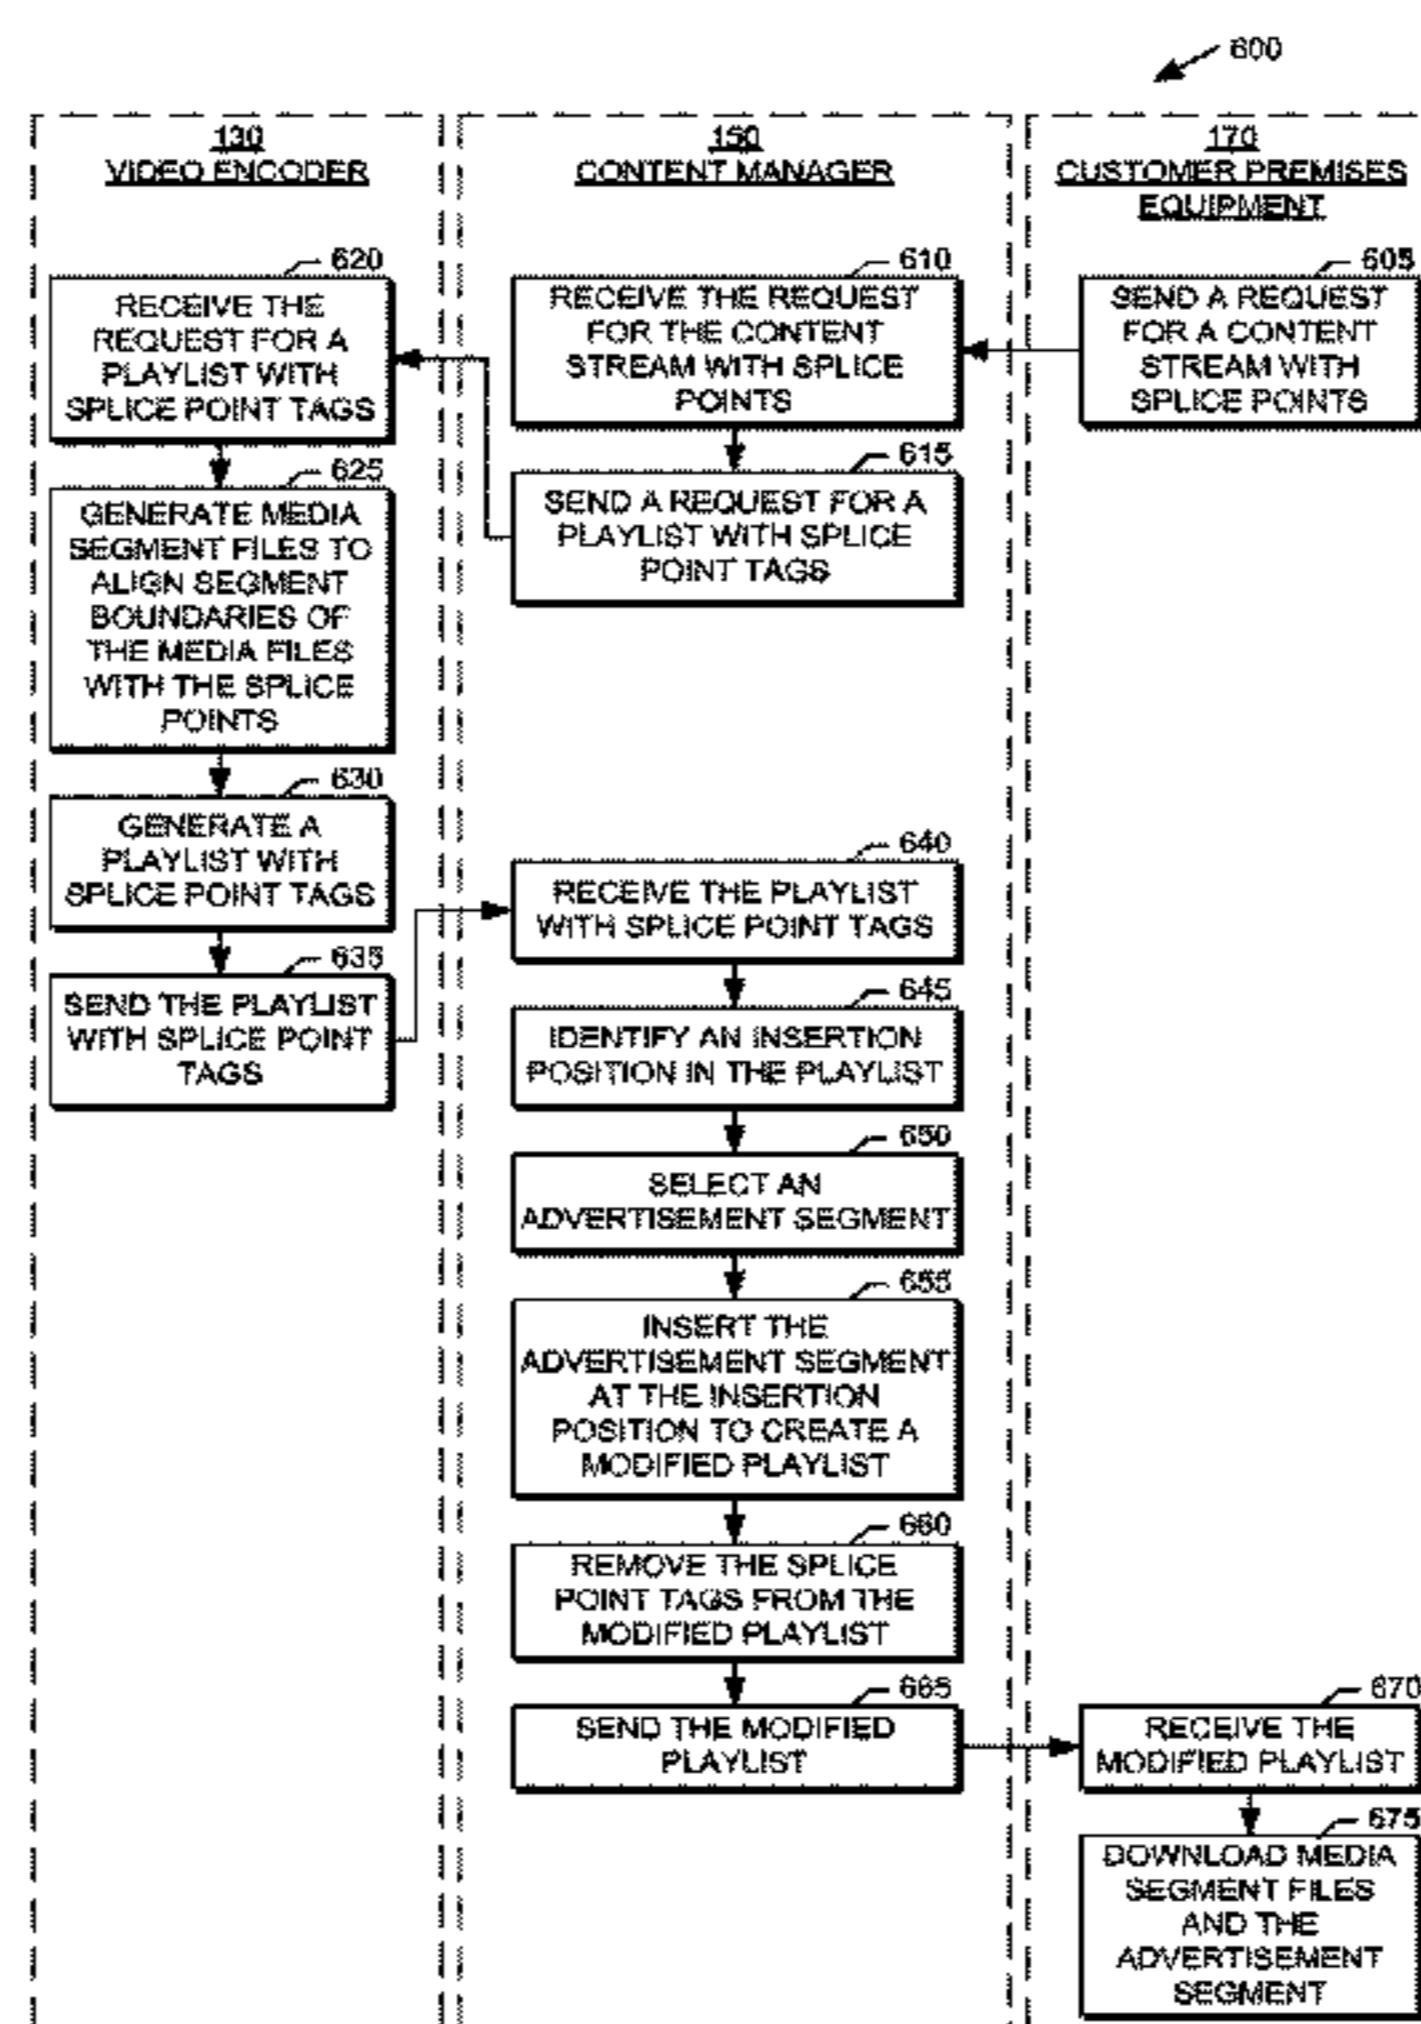 600
130
VIDEO ENCODER
150
CONTENT MANAGER
170
CUSTOMER PREMISES
EQUIPMENT
620
RECEIVE THE
REQUEST FOR A
PLAYLIST WITH
SPLICE POINT TAGS
610
RECEIVE THE REQUEST
FOR THE CONTENT
STREAM WITH SPLICE
POINTS
605
SEND A REQUEST
FOR A CONTENT
STREAM WITH
SPLICE POINTS
615
SEND A REQUEST FOR A
PLAYLIST WITH SPLICE
POINT TAGS
625
GENERATE MEDIA
SEGMENT FILES TO
ALIGN SEGMENT
BOUNDARIES OF
THE MEDIA FILES
WITH THE SPLICE
POINTS
630
GENERATE A
PLAYLIST WITH
SPLICE POINT TAGS
635
SEND THE PLAYLIST
WITH SPLICE POINT
TAGS
640
RECEIVE THE PLAYLIST
WITH SPLICE POINT TAGS
645
IDENTIFY AN INSERTION
POSITION IN THE PLAYLIST
650
SELECT AN
ADVERTISEMENT SEGMENT
655
INSERT THE
ADVERTISEMENT SEGMENT
AT THE INSERTION
POSITION TO CREATE A
MODIFIED PLAYLIST
660
REMOVE THE SPLICE
POINT TAGS FROM THE
MODIFIED PLAYLIST
665
SEND THE MODIFIED
PLAYLIST
670
RECEIVE THE
MODIFIED PLAYLIST
675
DOWNLOAD MEDIA
SEGMENT FILES
AND THE
ADVERTISEMENT
SEGMENT